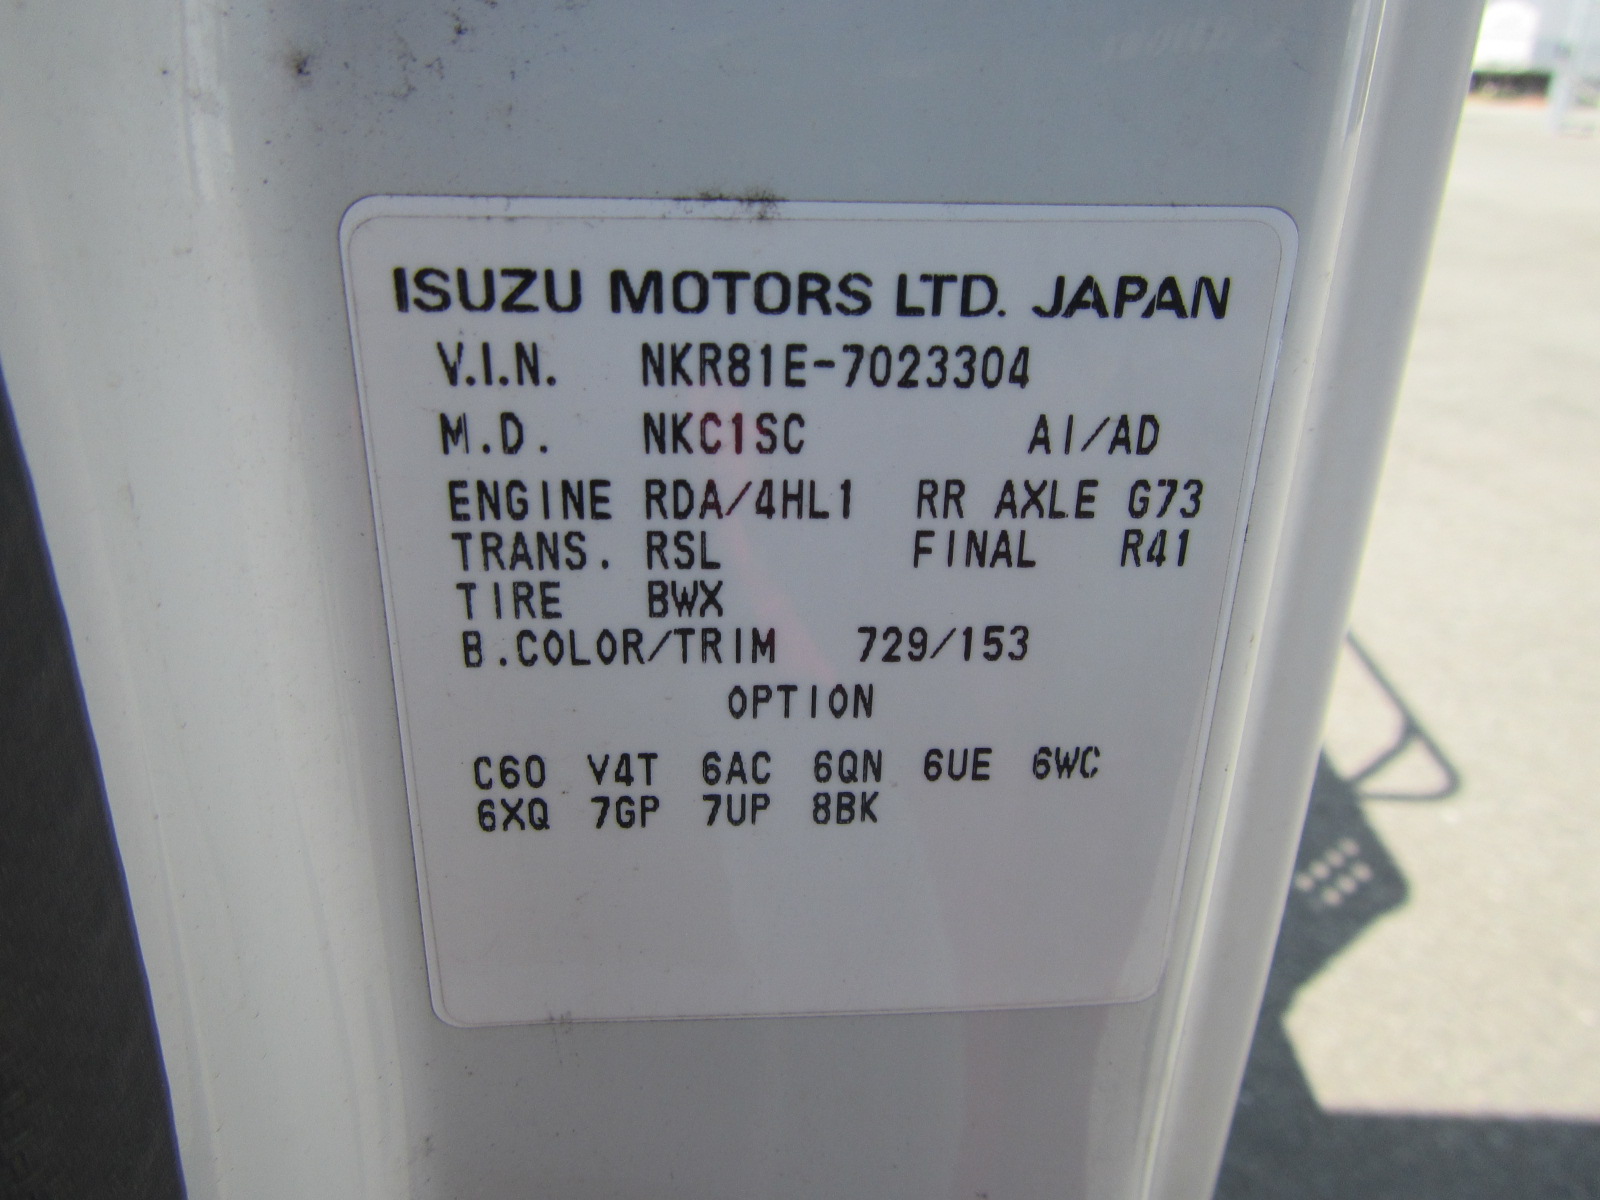 ISUZU MOTORS LTD. JAPAN
V.I.N. NKR81E-7023304
M.D. NKC1SC AI/AD
ENGINE RDA/4HL1 RR AXLE G73
TRANS. RSL FINAL R41
TIRE BWX
B.COLOR/TRIM 729/153
OPTION
C60 V4T 6AC 6QN 6UE 6WC
6XQ 7GP 7UP 8BK